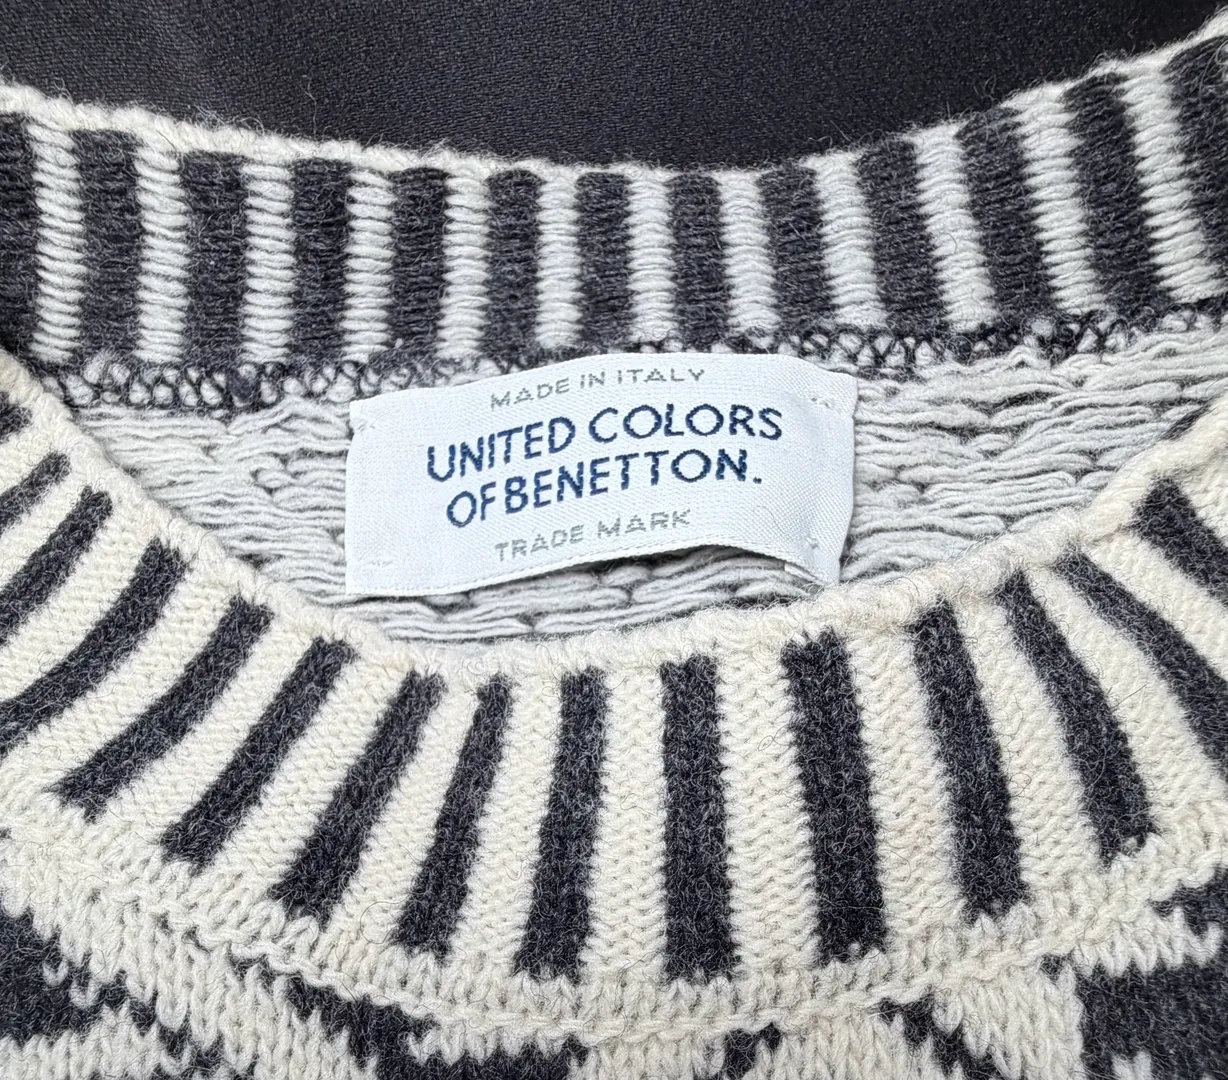 MADE IN ITALY
UNITED COLORS
OF BENETTON.
TRADE MARK